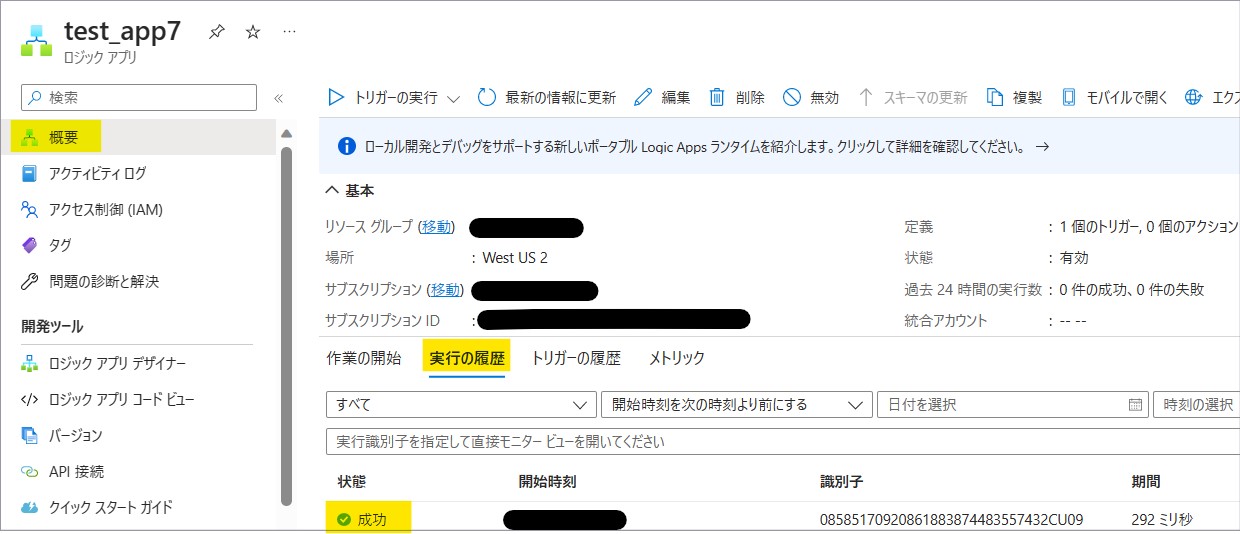 test_app7
ロジック アプリ
検索
トリガーの実行
最新の情報に更新
編集
削除
無効
スキーマの更新
複製
モバイルで開く
エクス
概要
アクティビティ ログ
アクセス制御 (IAM)
タグ
問題の診断と解決
開発ツール
ロジック アプリ デザイナー
ロジック アプリ コード ビュー
バージョン
API 接続
クイック スタート ガイド
ローカル開発とデバッグをサポートする新しいポータブル Logic Apps ランタイムを紹介します。クリックして詳細を確認してください。 →
基本
リソース グループ (移動)
場所 : West US 2
サブスクリプション (移動)
サブスクリプション ID :
定義 : 1 個のトリガー, 0 個のアクション
状態 : 有効
過去 24 時間の実行数 : 0 件の成功、0 件の失敗
統合アカウント : -- --
作業の開始 実行の履歴 トリガーの履歴 メトリック
すべて 開始時刻を次の時刻より前にする 日付を選択 時刻の選択
実行識別子を指定して直接モニター ビューを開いてください
状態 開始時刻 識別子 期間
成功 08585170920861883874483557432CU09 292 ミリ秒